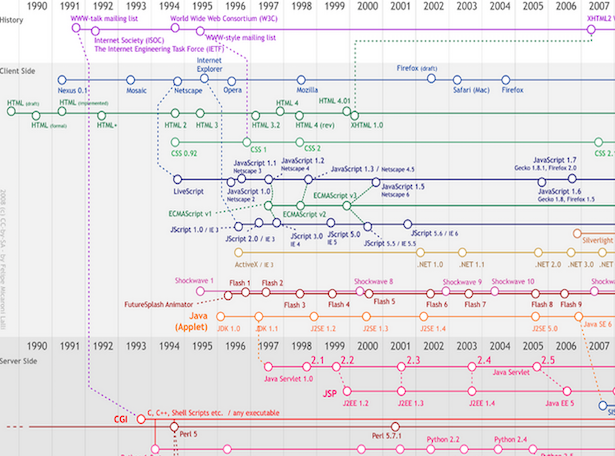 1990 1991 1992 1993 1994 1995 1996 1997 1998 1999 2000 2001 2002 2003 2004 2005 2006 2007
History
WWW-talk mailing list
World Wide Web Consortium (W3C)
XHTML2
Internet Society (ISOC)
WWW-style mailing list
The Internet Engineering Task Force (IETF)
Client Side
Internet Explorer
Firefox (draft)
Nexus 0.1
Mosaic
Netscape
Opera
Mozilla
Safari (Mac)
Firefox
HTML (draft)
HTML (implemented)
HTML 4
HTML 4.01
HTML (formal)
HTML+
HTML 2
HTML 3
HTML 3.2
HTML 4 (rev)
XHTML 1.0
CSS 0.92
CSS 1
CSS 2
CSS 2.
JavaScript 1.1
Netscape 3
JavaScript 1.2
Netscape 4
JavaScript 1.3 / Netscape 4.5
JavaScript 1.7
Gecko 1.8.1, Firefox 2.0
LiveScript
JavaScript 1.0
Netscape 2
JavaScript 1.5
Netscape 6
JavaScript 1.6
Gecko 1.8, Firefox 1.5
ECMAScript v3
ECMAScript v1
ECMAScript v2
JScript 1.0 / IE 3
JScript 2.0 / IE 3
JScript 3.0
IE 4
JScript 5.0
IE 5
JScript 5.5 / IE 5.5
JScript 5.6 / IE 6
Silverlight
ActiveX / IE 3
.NET 1.0
.NET 1.1
.NET 2.0
.NET 3.0
.NET
Shockwave 1
Flash 1
Flash 2
Shockwave 8
Shockwave 9
Shockwave 10
Shockw
FutureSplash Animator
Flash 3
Flash 4
Flash 5
Flash 6
Flash 7
Flash 8
Flash 9
Java
(Applet)
JDK 1.0
JDK 1.1
J2SE 1.2
J2SE 1.3
J2SE 1.4
J2SE 5.0
Java SE 6
1990 1991 1992 1993 1994 1995 1996 1997 1998 1999 2000 2001 2002 2003 2004 2005 2006 2007
Server Side
2.1
2.2
2.3
2.4
2.5
Java Servlet 1.0
Java Servlet
JSP
J2EE 1.2
J2EE 1.3
J2EE 1.4
Java EE 5
CGI
C, C++, Shell Scripts etc. / any executable
Perl 5
Perl 5.7.1
Python 2.2
Python 2.4